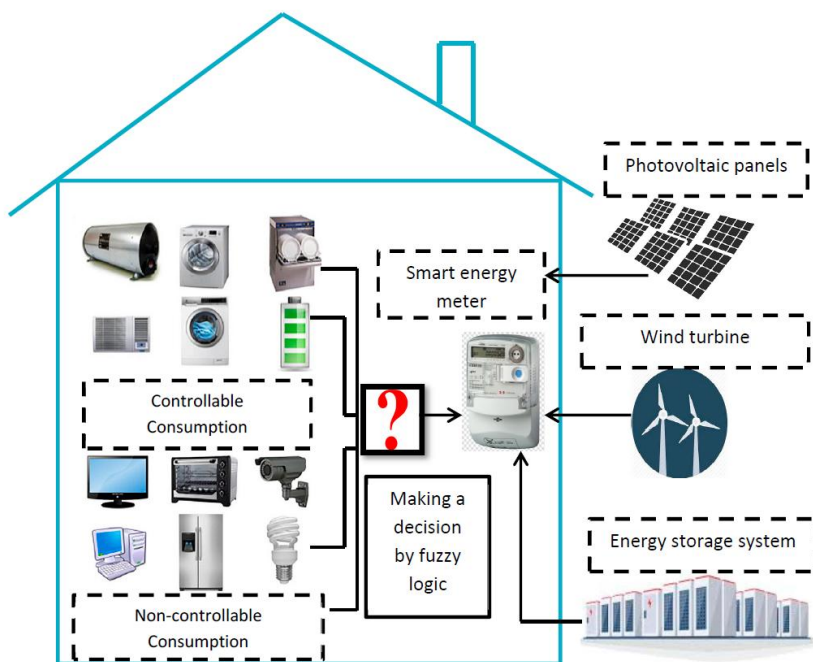 Photovoltaic panels
Smart energy
meter
Wind turbine
Controllable
Consumption
?
Making a
decision
by fuzzy
logic
Energy storage system
Non-controllable
Consumption